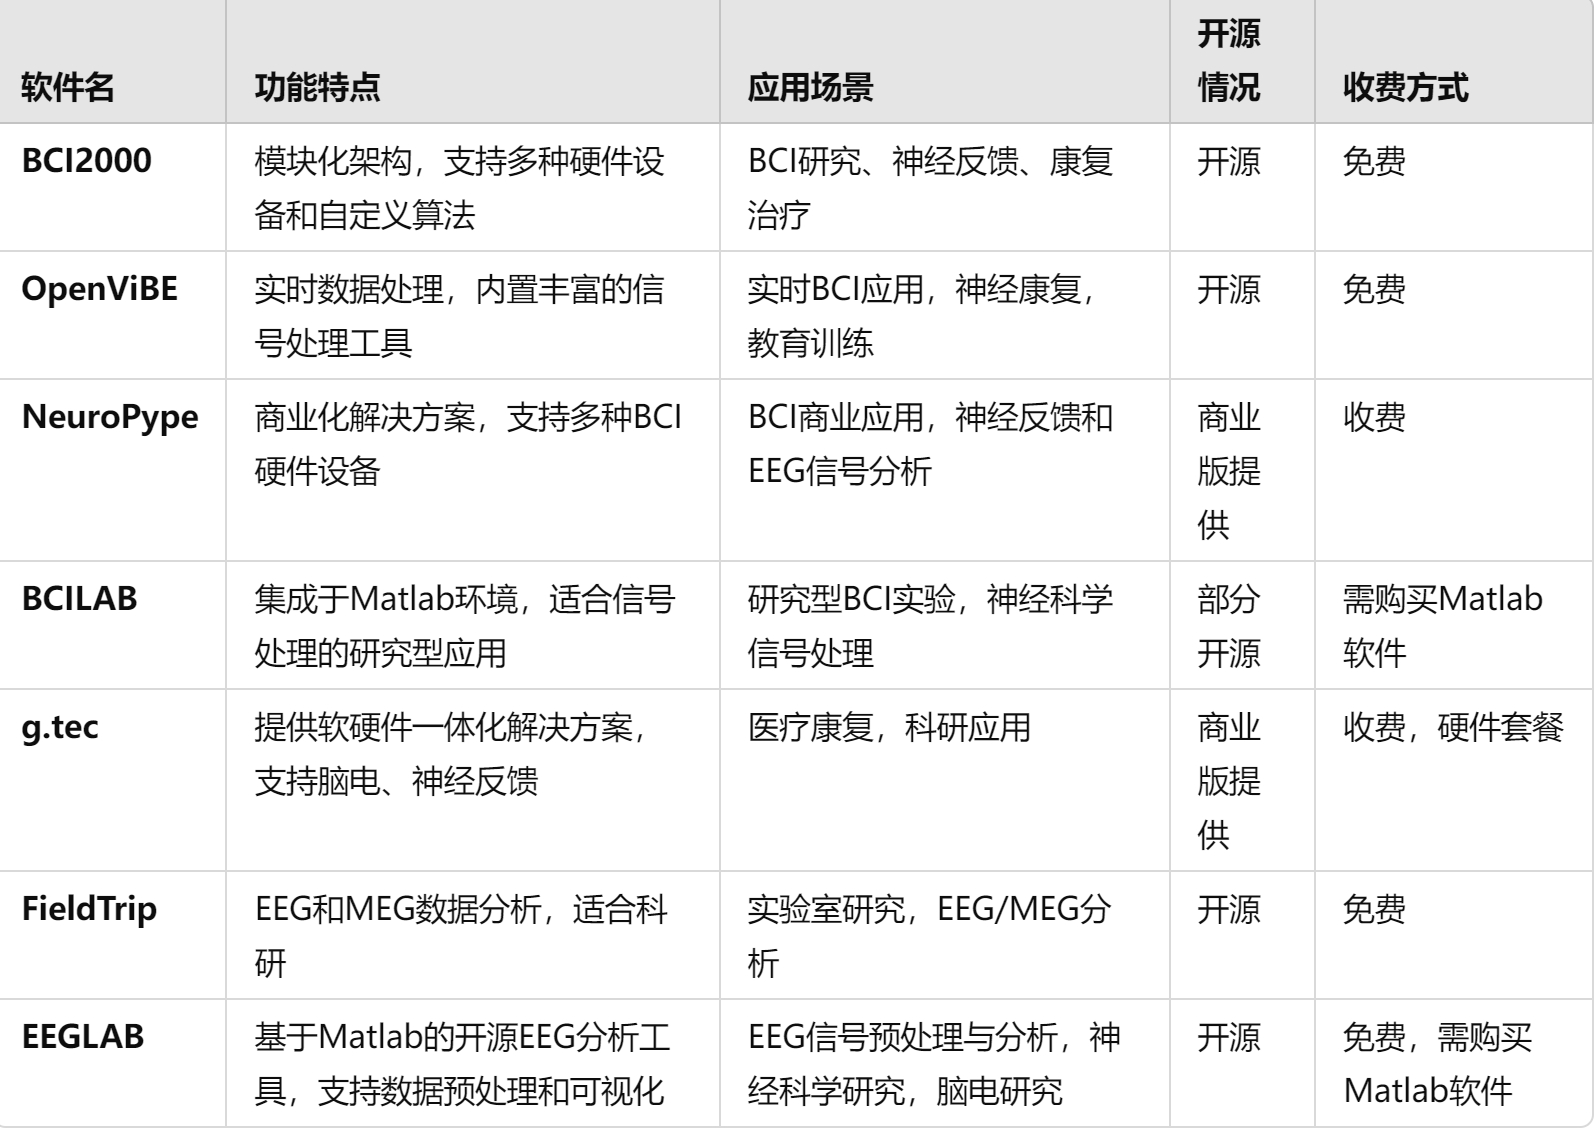 软件名
功能特点
应用场景
开源
情况
收费方式
BCI2000
模块化架构，支持多种硬件设
备和自定义算法
BCI研究、神经反馈、康复
治疗
开源
免费
OpenViBE
实时数据处理，内置丰富的信
号处理工具
实时BCI应用，神经康复，
教育训练
开源
免费
NeuroPype
商业化解决方案，支持多种BCI
硬件设备
BCI商业应用，神经反馈和
EEG信号分析
商业
版提
供
收费
BCILAB
集成于Matlab环境，适合信号
处理的研究型应用
研究型BCI实验，神经科学
信号处理
部分
开源
需购买Matlab
软件
g.tec
提供软硬件一体化解决方案，
支持脑电、神经反馈
医疗康复，科研应用
商业
版提
供
收费，硬件套餐
FieldTrip
EEG和MEG数据分析，适合科
研
实验室研究，EEG/MEG分
析
开源
免费
EEGLAB
基于Matlab的开源EEG分析工
具，支持数据预处理和可视化
EEG信号预处理与分析，神
经科学研究，脑电研究
开源
免费，需购买
Matlab软件